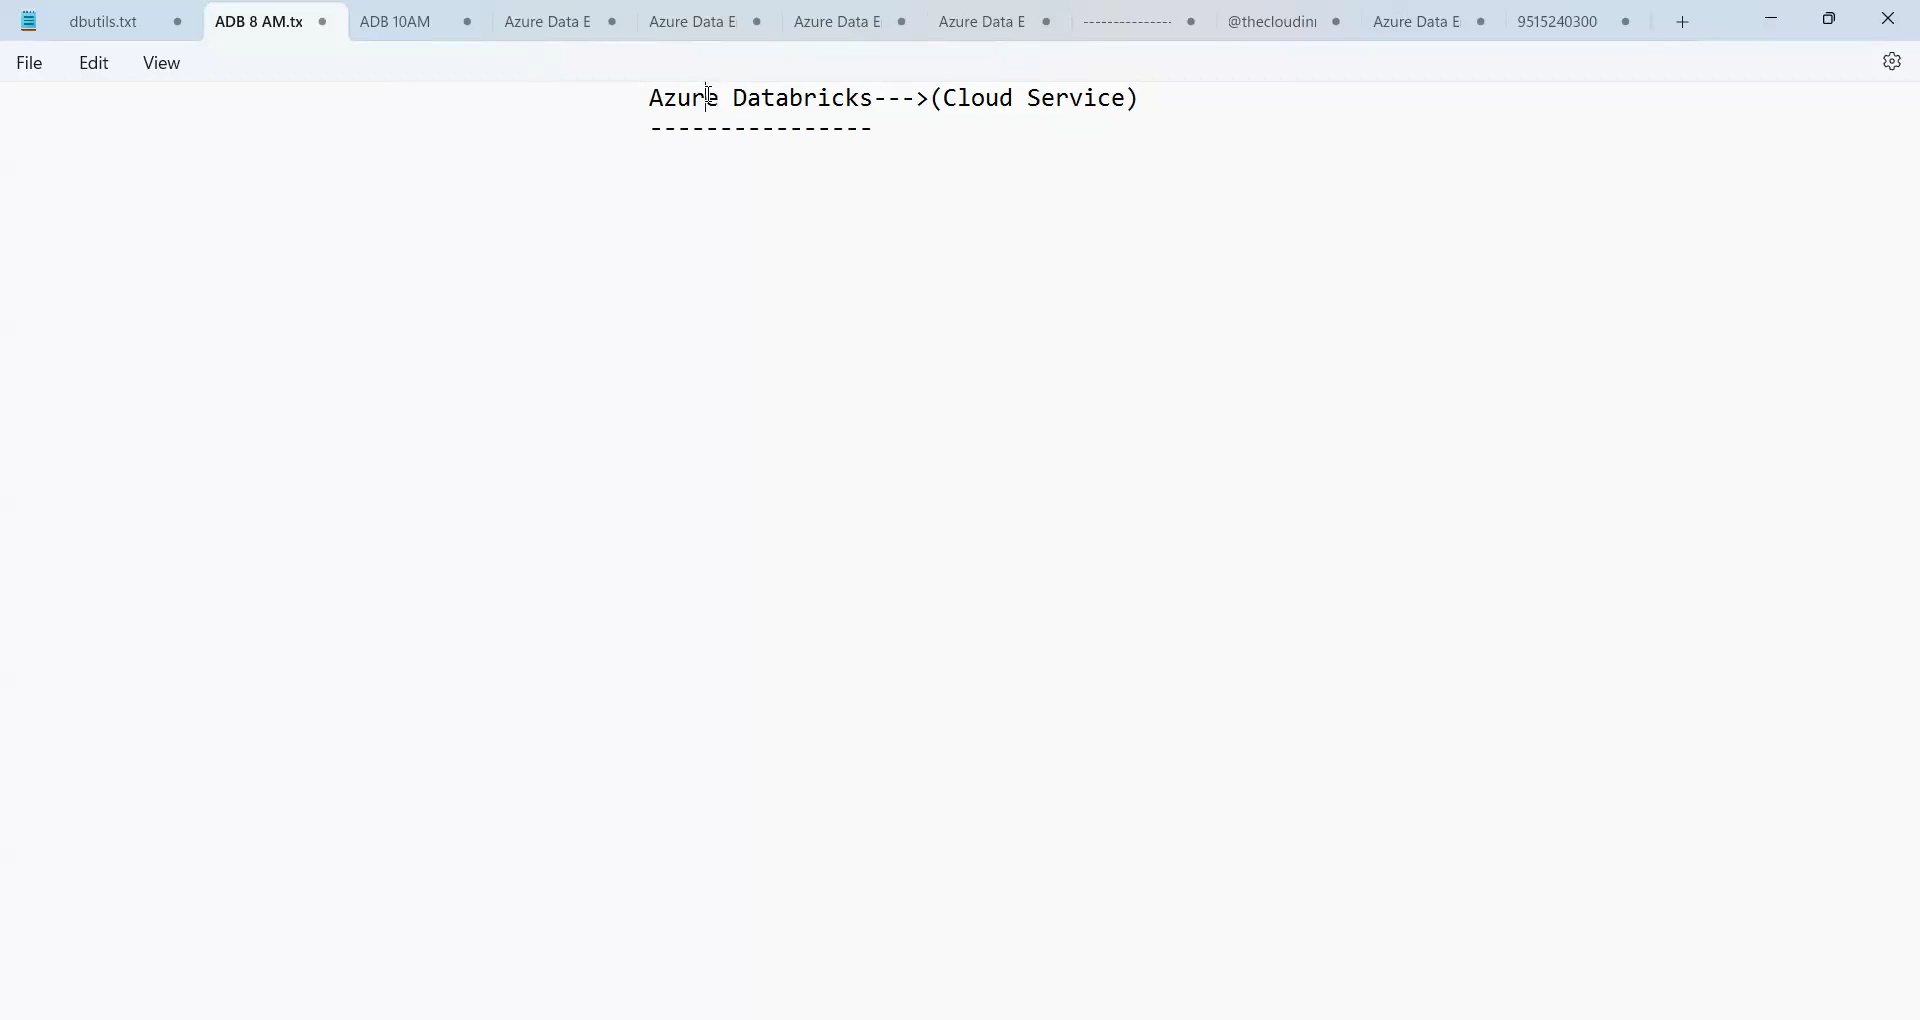 dbutils.txt
ADB 8 AM.tx
ADB 10AM
Azure Data E
Azure Data E
Azure Data E
Azure Data E
---------------
@thecloudin
Azure Data E
9515240300
File
Edit
View
Azure Databricks--->(Cloud Service)
----------------